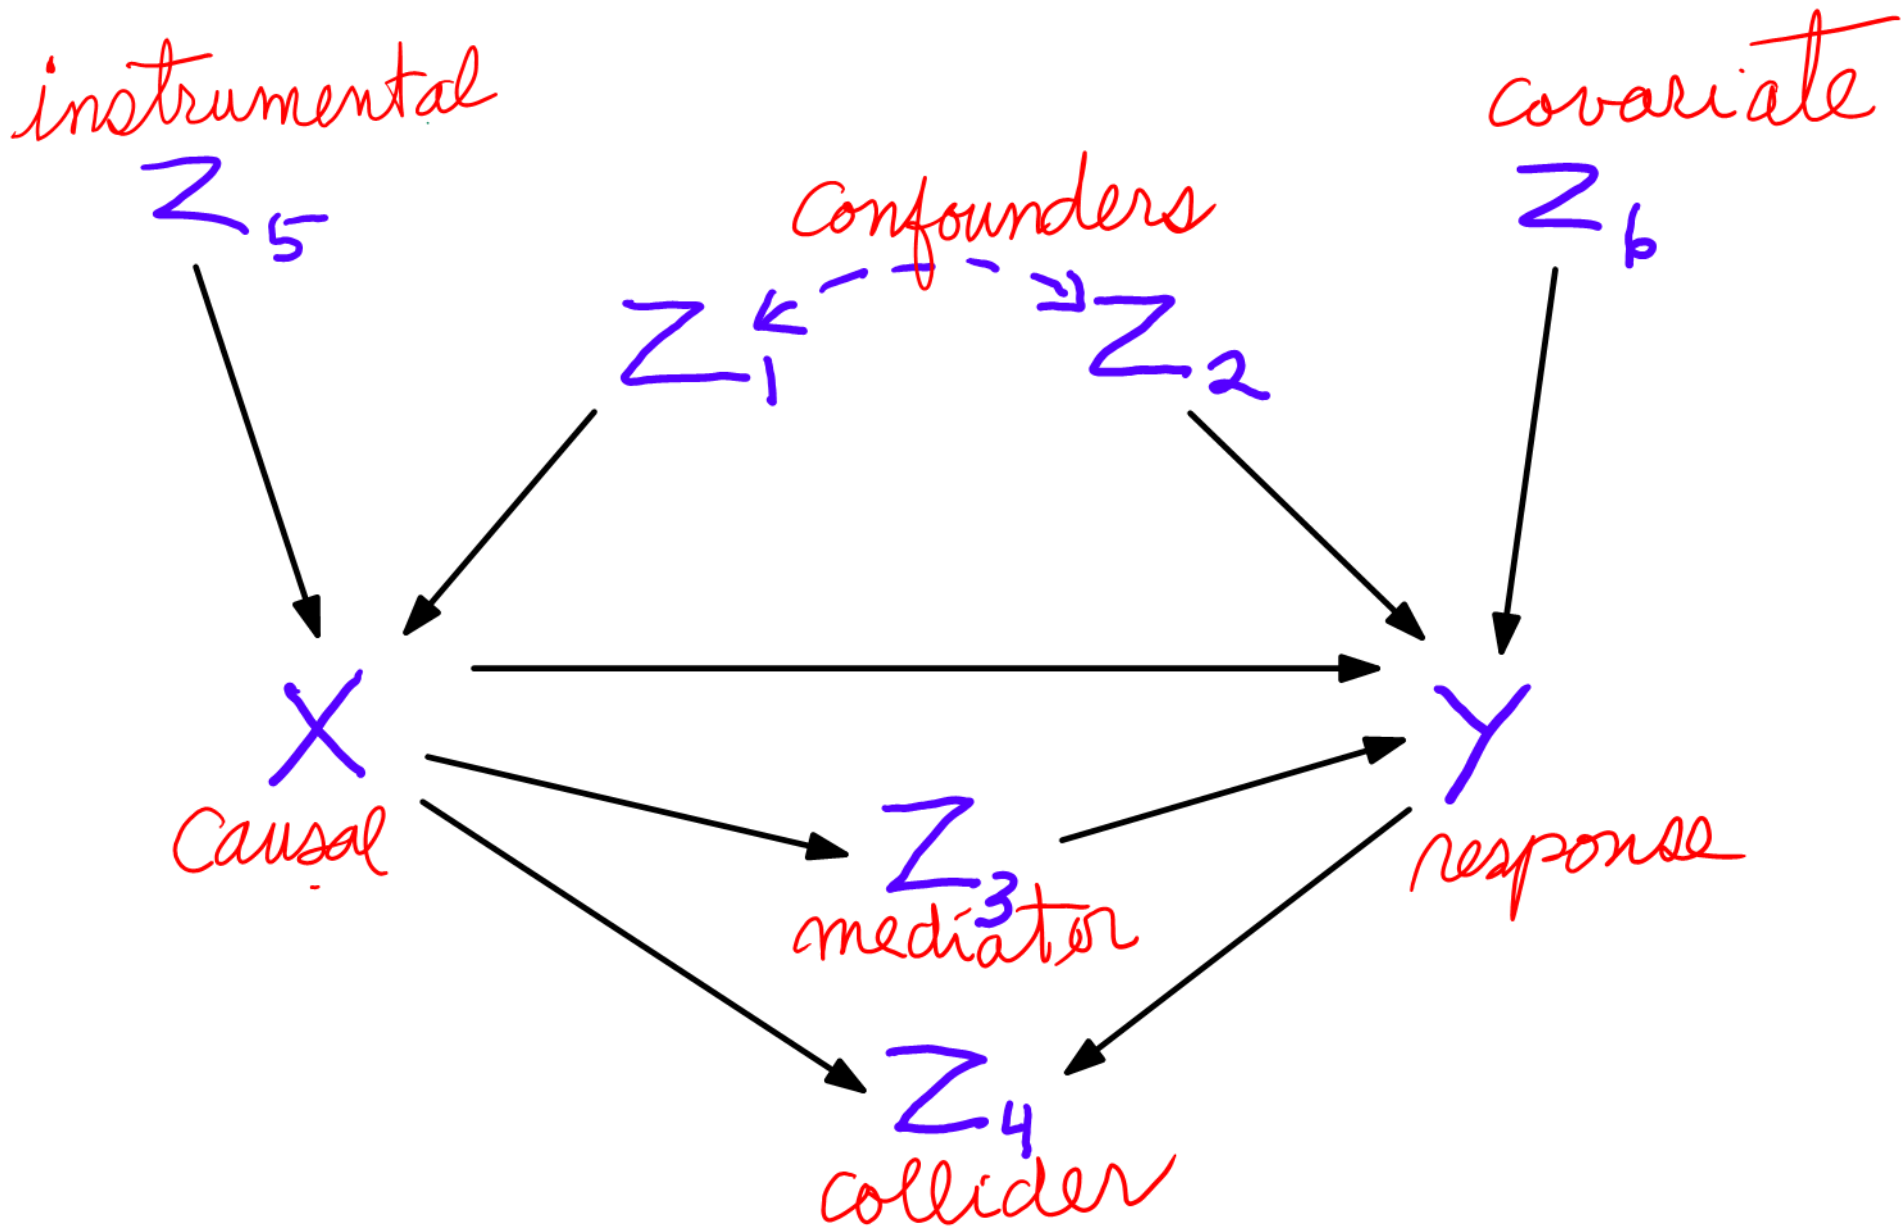 instrumental
Z5
covariate
Z6
confounders
Z1
Z2
X
causal
Y
response
Z3
mediator
Z4
collider